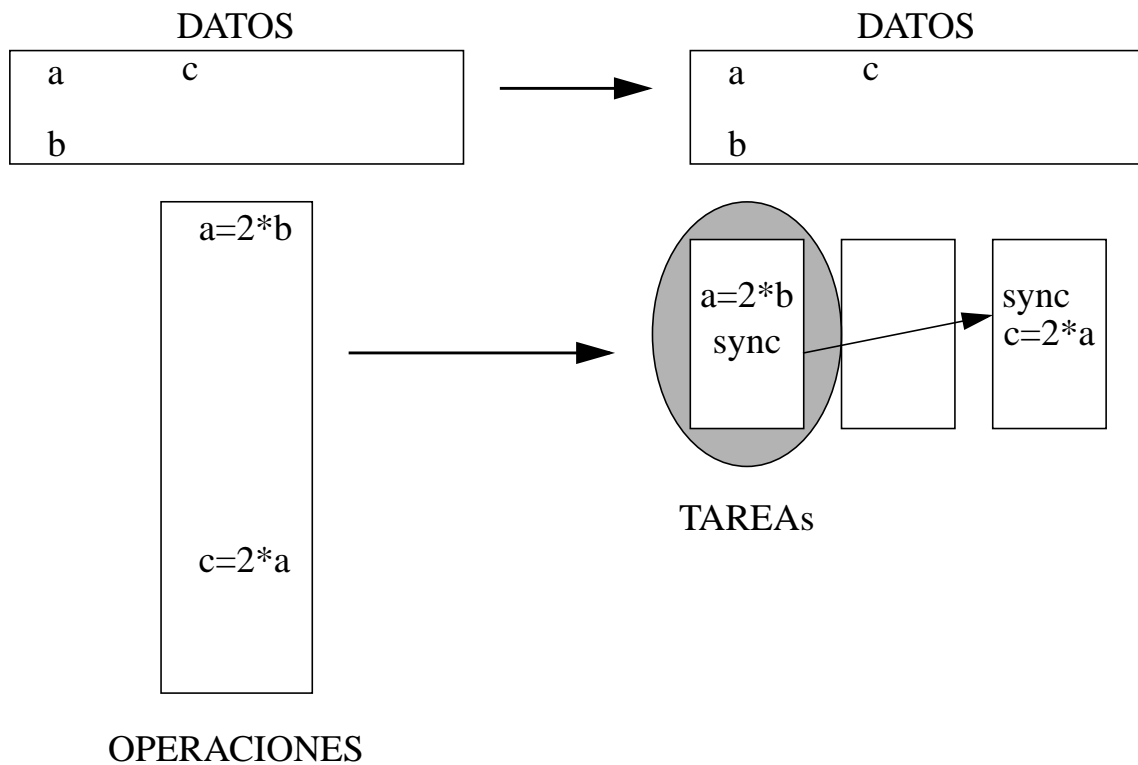 DATOS
a
c
b
DATOS
a
c
b
a=2*b
c=2*a
OPERACIONES
a=2*b
sync
sync
c=2*a
TAREAs